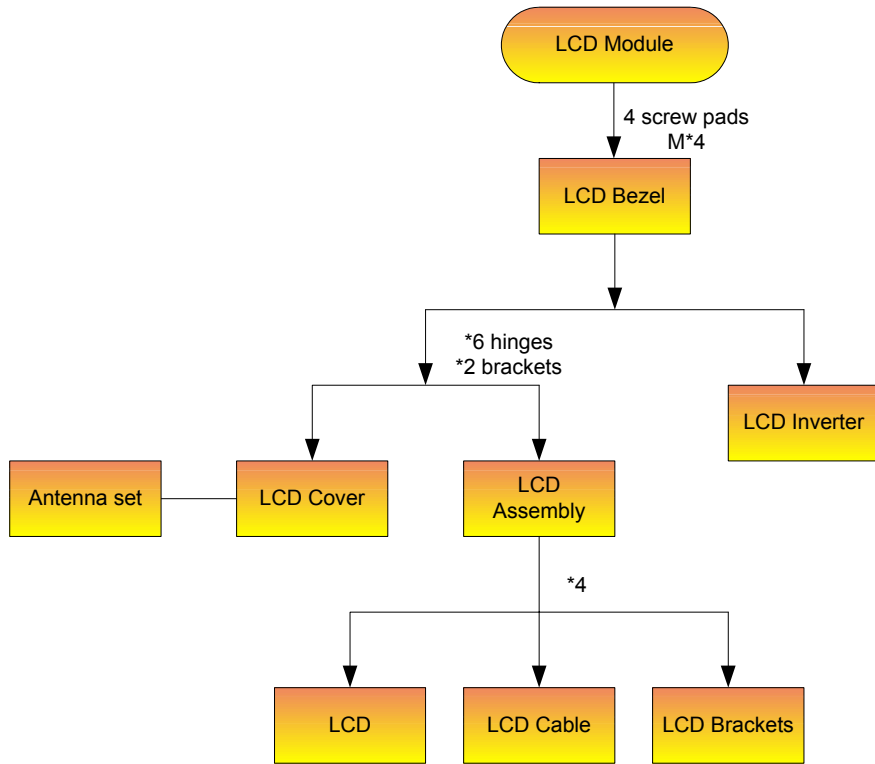 LCD Module
4 screw pads
M*4
LCD Bezel
*6 hinges
*2 brackets
LCD Inverter
Antenna set
LCD Cover
LCD
Assembly
*4
LCD
LCD Cable
LCD Brackets